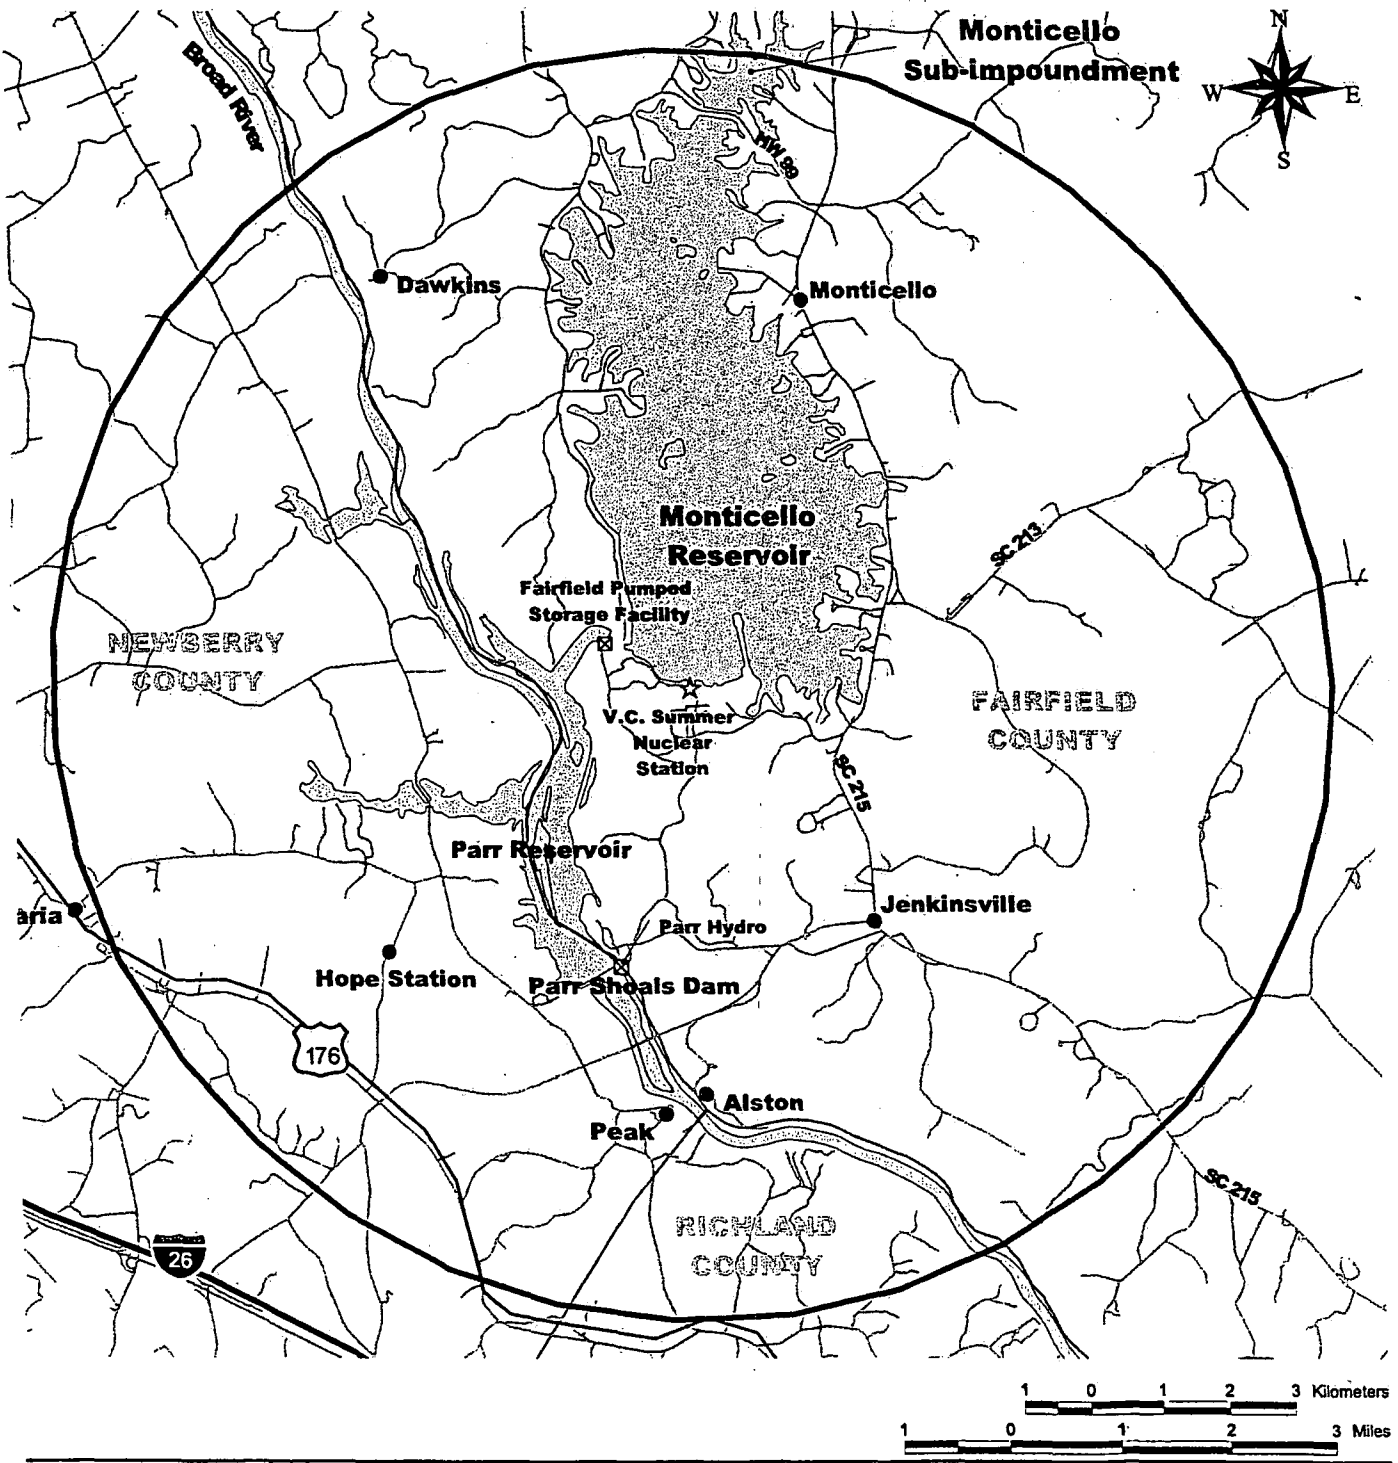 Monticello
Sub-impoundment
N
W
E
S
Broad River
HW 99
Dawkins
Monticello
Monticello
Reservoir
SC 213
Fairfield Pumped
Storage Facility
NEWBERRY
COUNTY
FAIRFIELD
COUNTY
V.C. Summer
Nuclear
Station
SC 215
Parr Reservoir
Jenkinsville
aria
Parr Hydro
Hope Station
Parr Shoals Dam
176
Alston
Peak
SC 215
RICHLAND
COUNTY
26
1 0 1 2 3 Kilometers
1 0 1 2 3 Miles